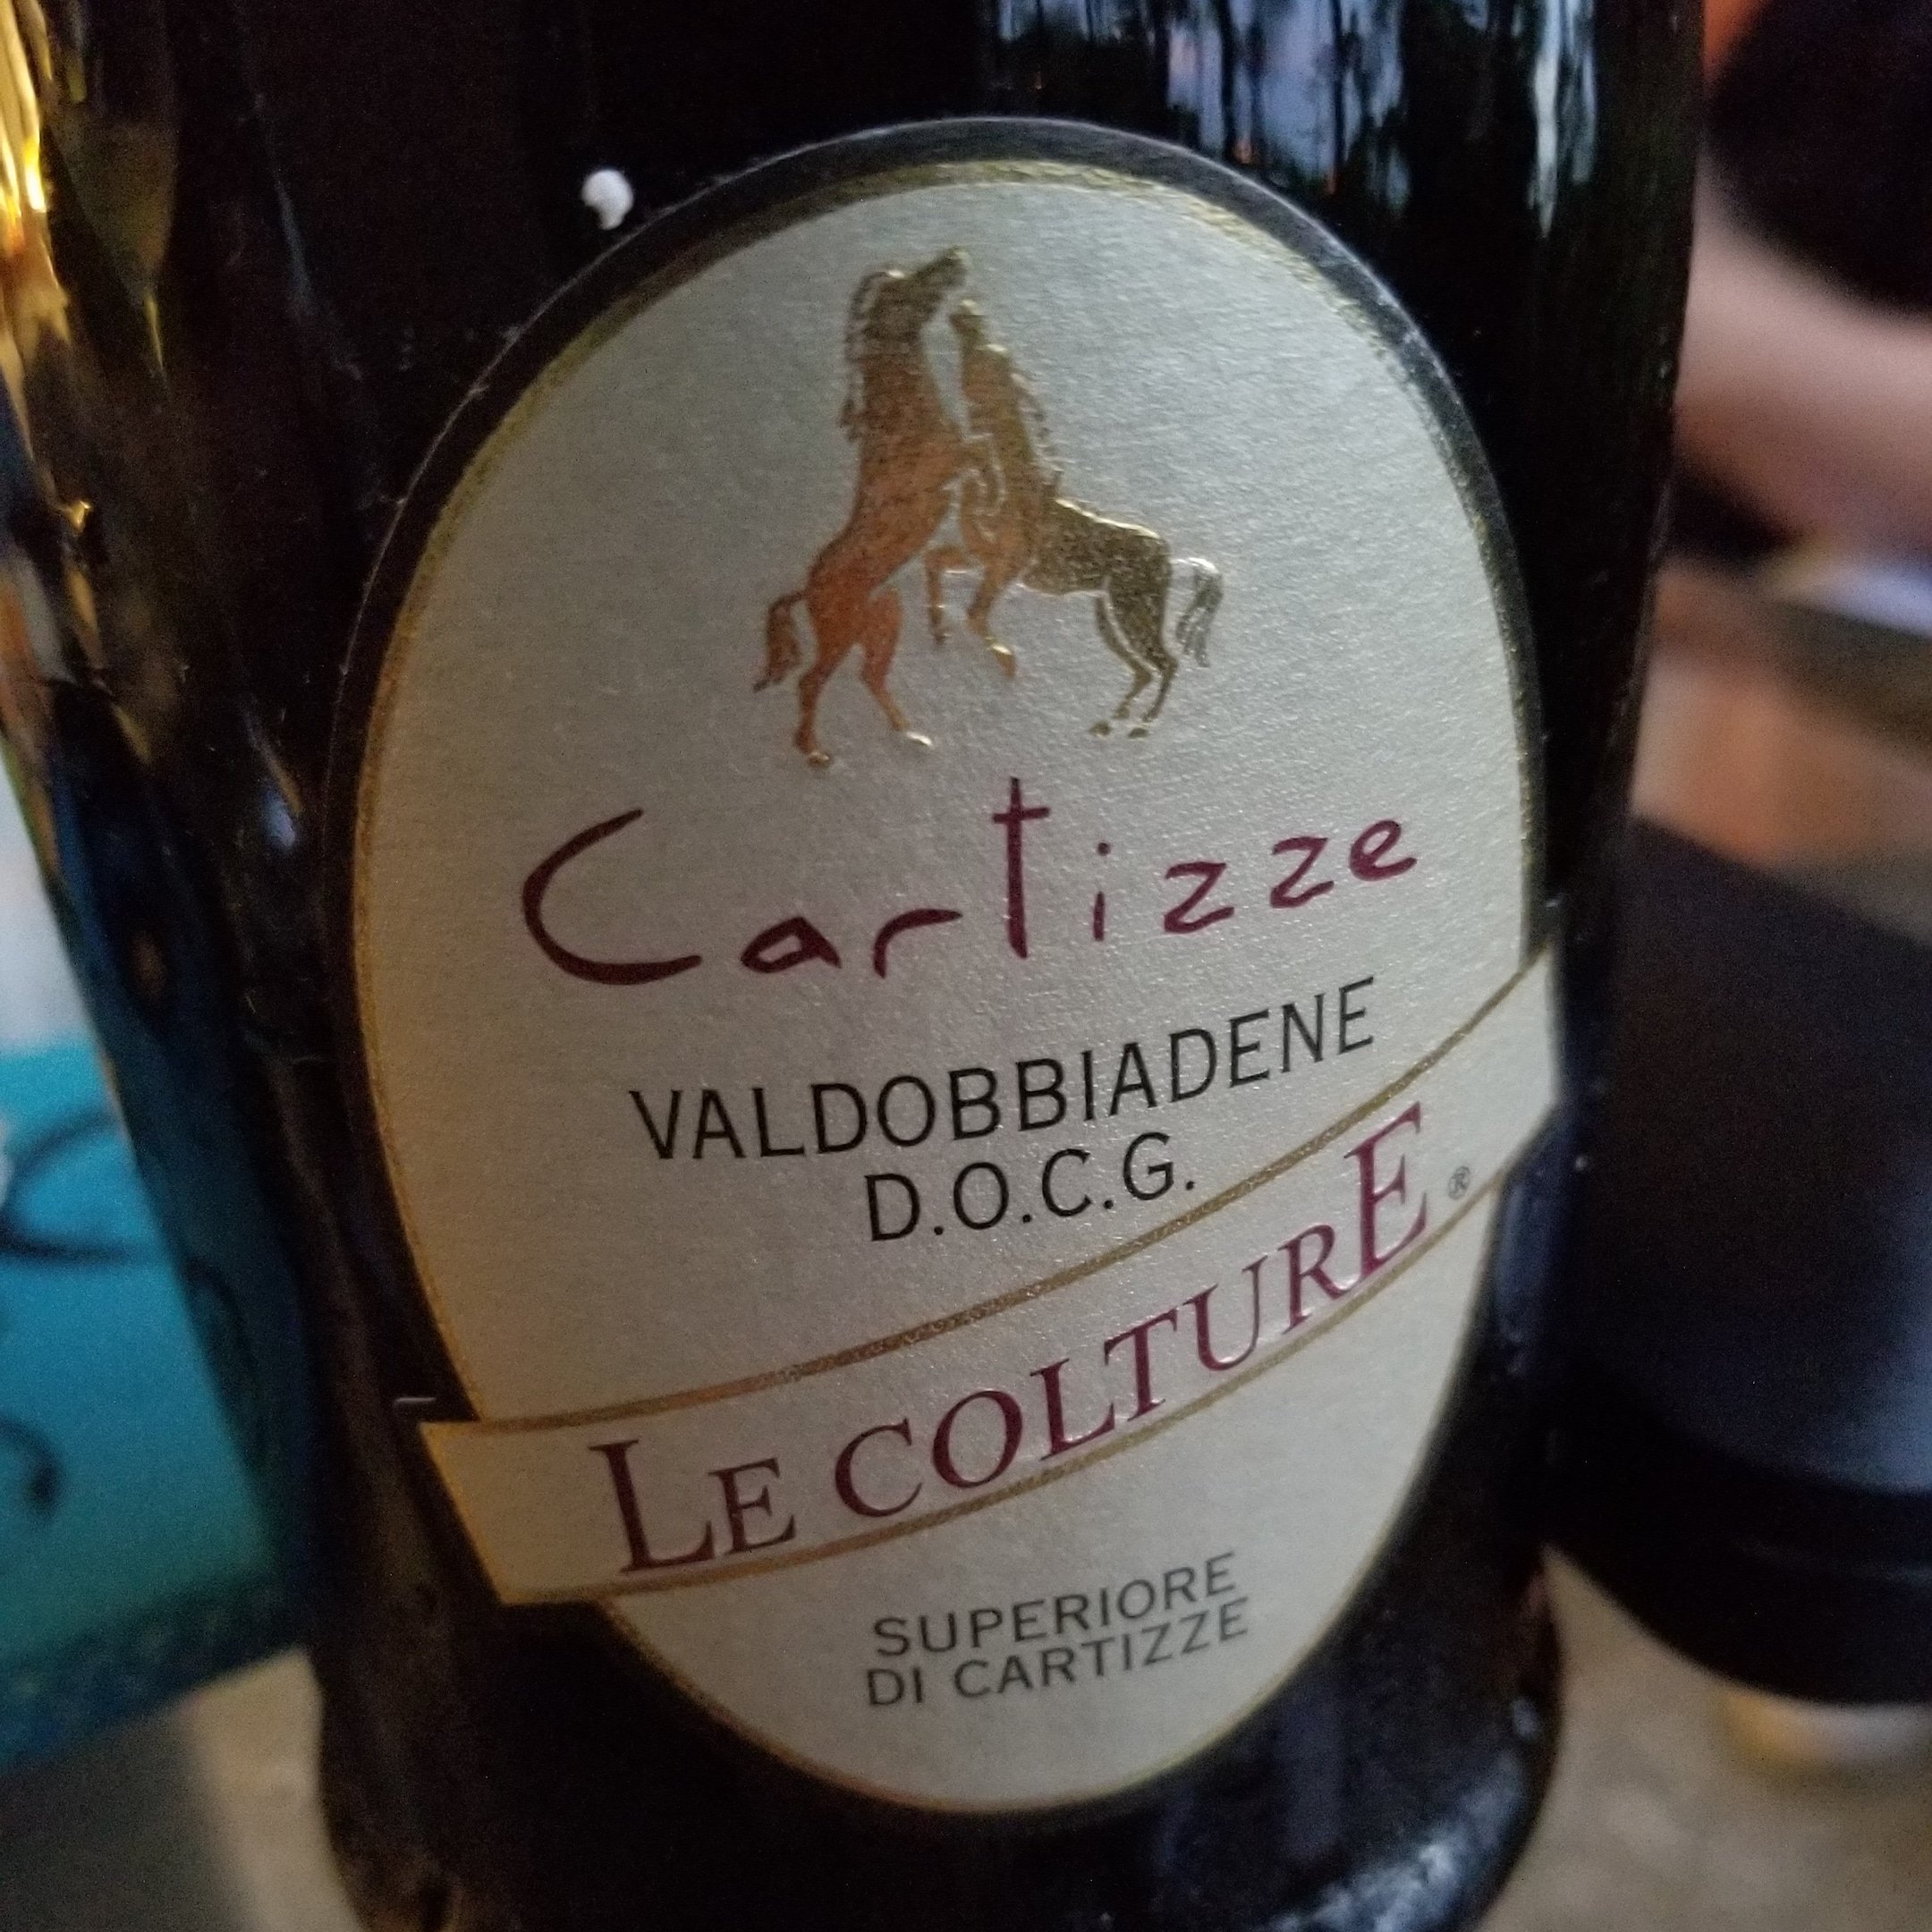 Cartizze
VALDOBBIADENE
D.O.C.G.
LE COLTURE ®
SUPERIORE
DI CARTIZZE